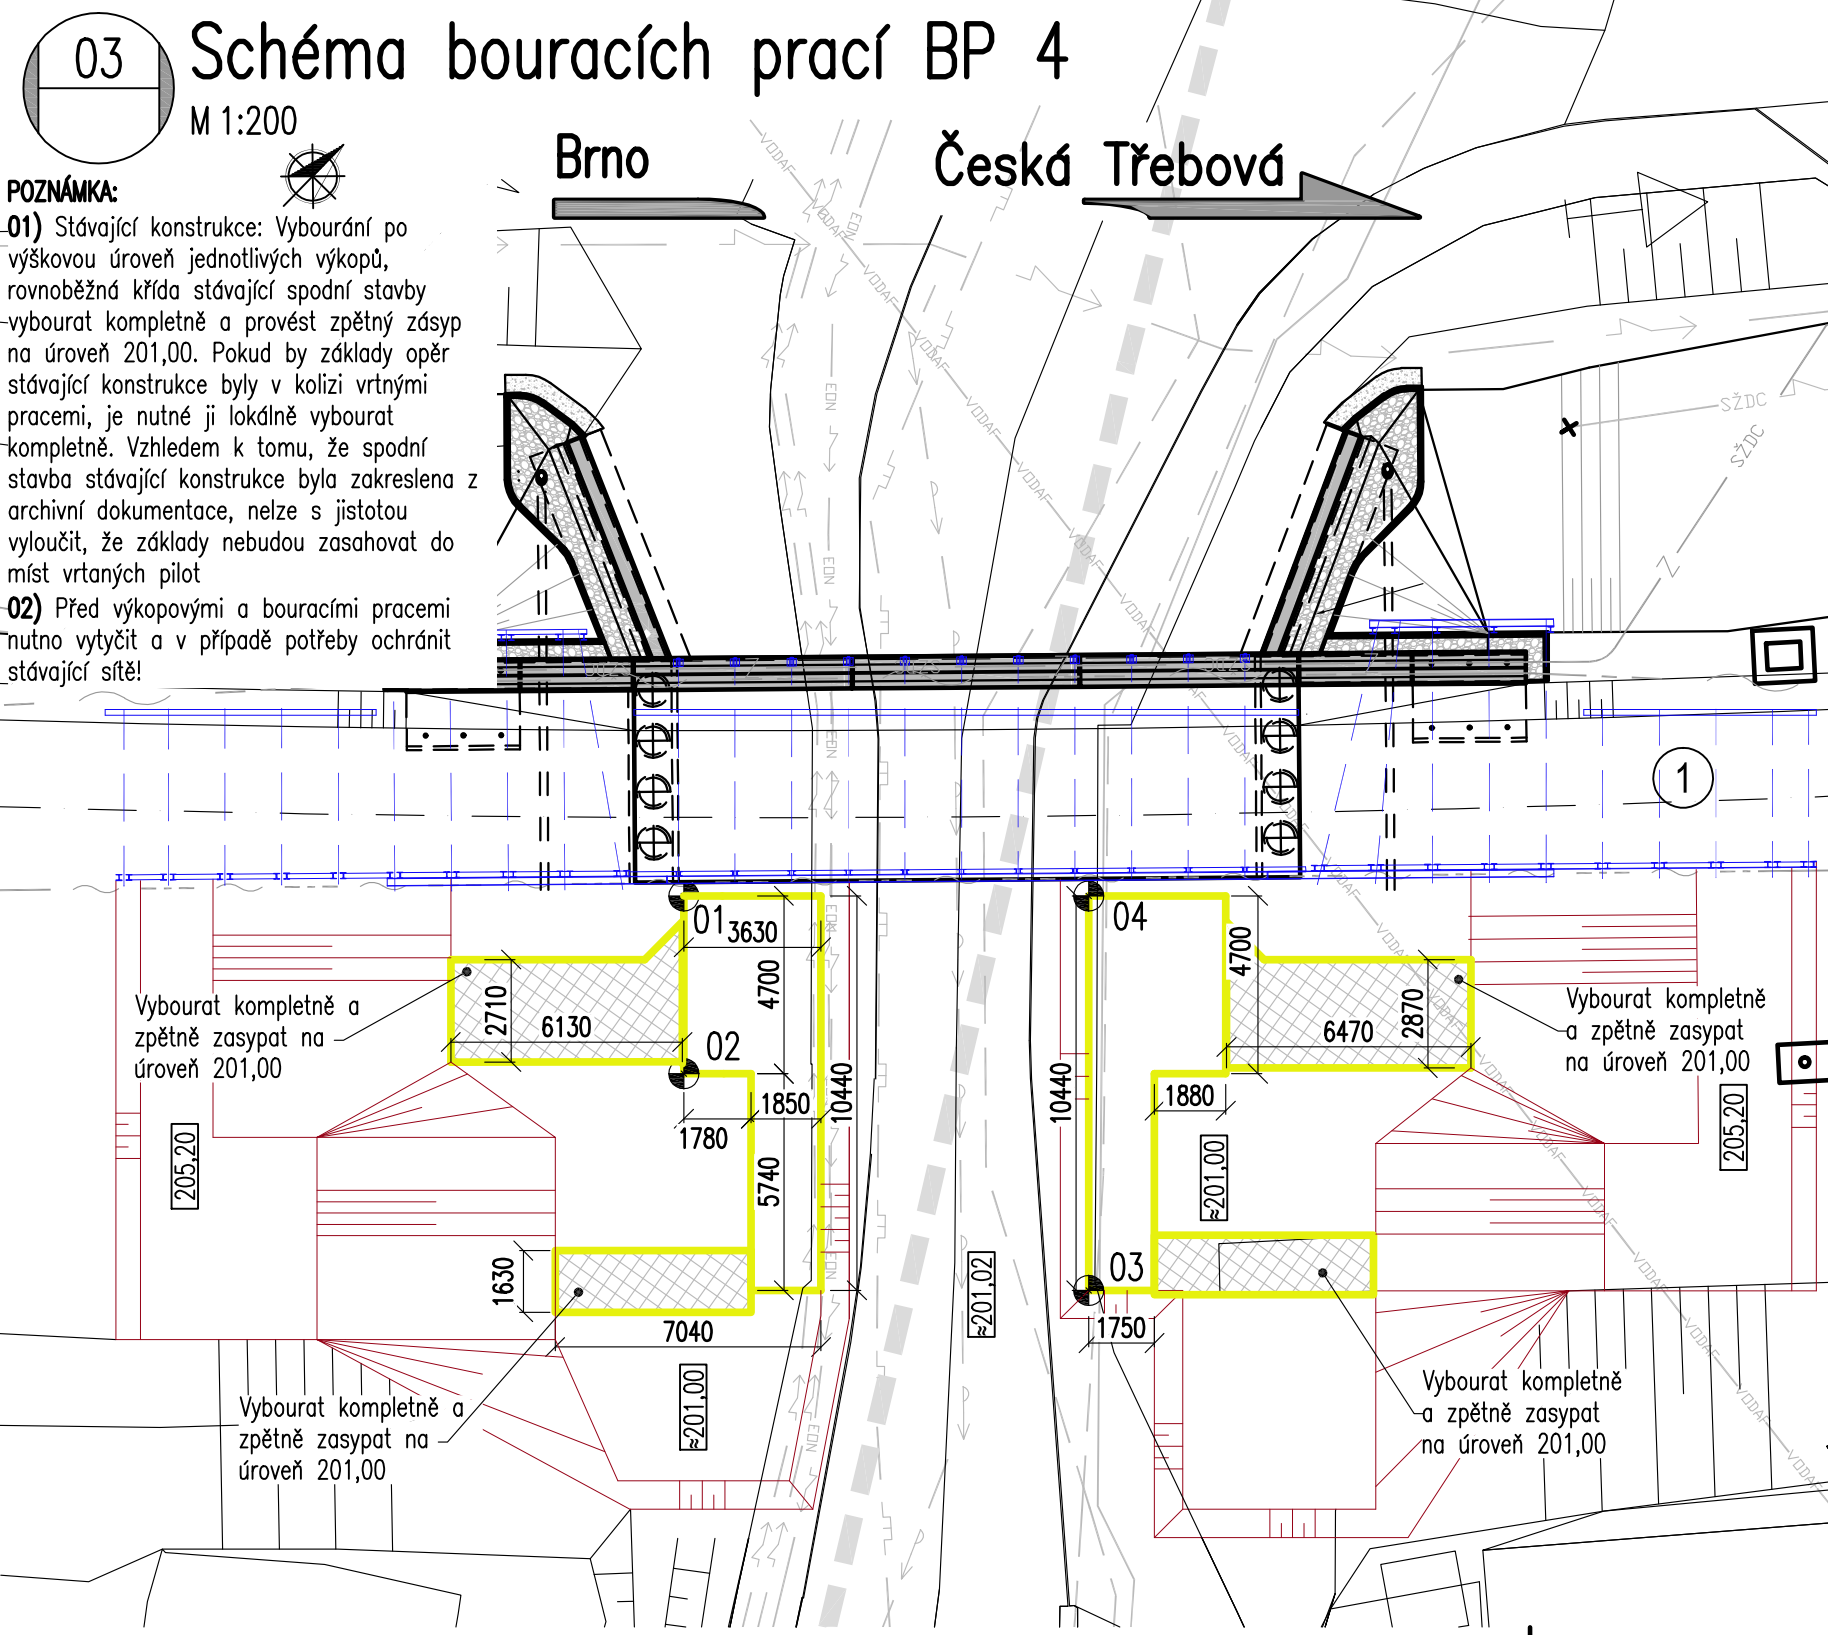 03
Schéma bouracích prací BP 4
M 1:200
Brno
Česká Třebová
POZNÁMKA:
01) Stávající konstrukce: Vybourání po
výškovou úroveň jednotlivých výkopů,
rovnoběžná křída stávající spodní stavby
vybourat kompletně a provést zpětný zásyp
na úroveň 201,00. Pokud by základy opěr
stávající konstrukce byly v kolizi vrtnými
pracemi, je nutné ji lokálně vybourat
kompletně. Vzhledem k tomu, že spodní
stavba stávající konstrukce byla zakreslena z
archivní dokumentace, nelze s jistotou
vyloučit, že základy nebudou zasahovat do
míst vrtaných pilot
02) Před výkopovými a bouracími pracemi
nutno vytyčit a v případě potřeby ochránit
stávající sítě!
SŽDC
SŽDC
1
01
3630
4700
2710
6130
02
1850
1780
10440
5740
1630
7040
Vybourat kompletně a
zpětně zasypat na
úroveň 201,00
205,20
Vybourat kompletně a
zpětně zasypat na
úroveň 201,00
≈201,00
≈201,02
04
4700
2870
6470
10440
1880
≈201,00
03
1750
Vybourat kompletně
a zpětně zasypat
na úroveň 201,00
205,20
Vybourat kompletně
a zpětně zasypat
na úroveň 201,00